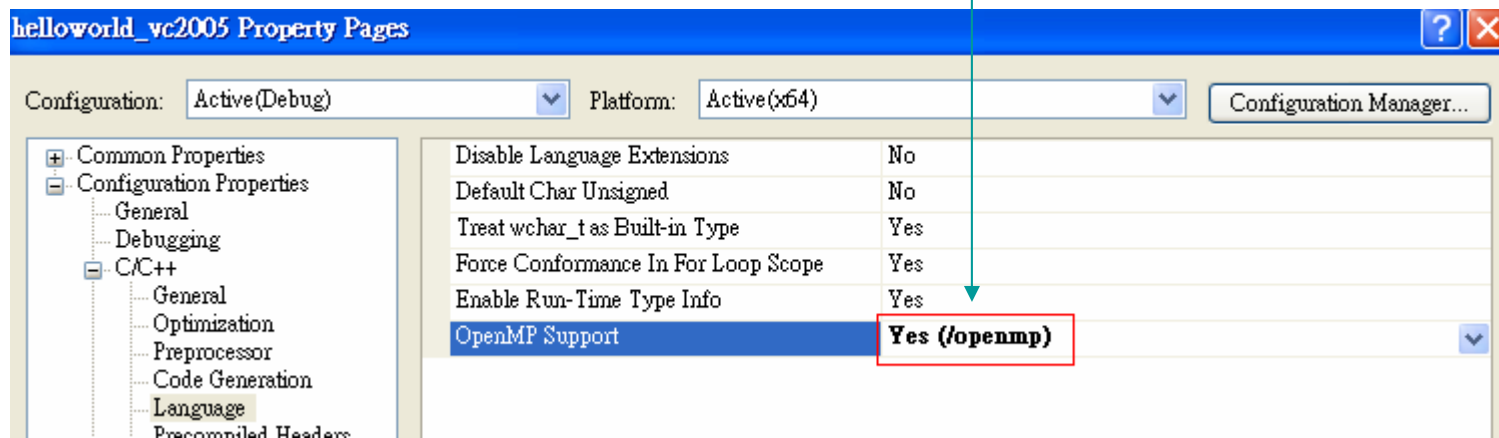 helloworld_vc2005 Property Pages
Configuration: Active(Debug) Platform: Active(x64) Configuration Manager...
Common Properties
Configuration Properties
General
Debugging
C/C++
General
Optimization
Preprocessor
Code Generation
Language
Precompiled Headers
Disable Language Extensions No
Default Char Unsigned No
Treat wchar_t as Built-in Type Yes
Force Conformance In For Loop Scope Yes
Enable Run-Time Type Info Yes
OpenMP Support Yes (/openmp)